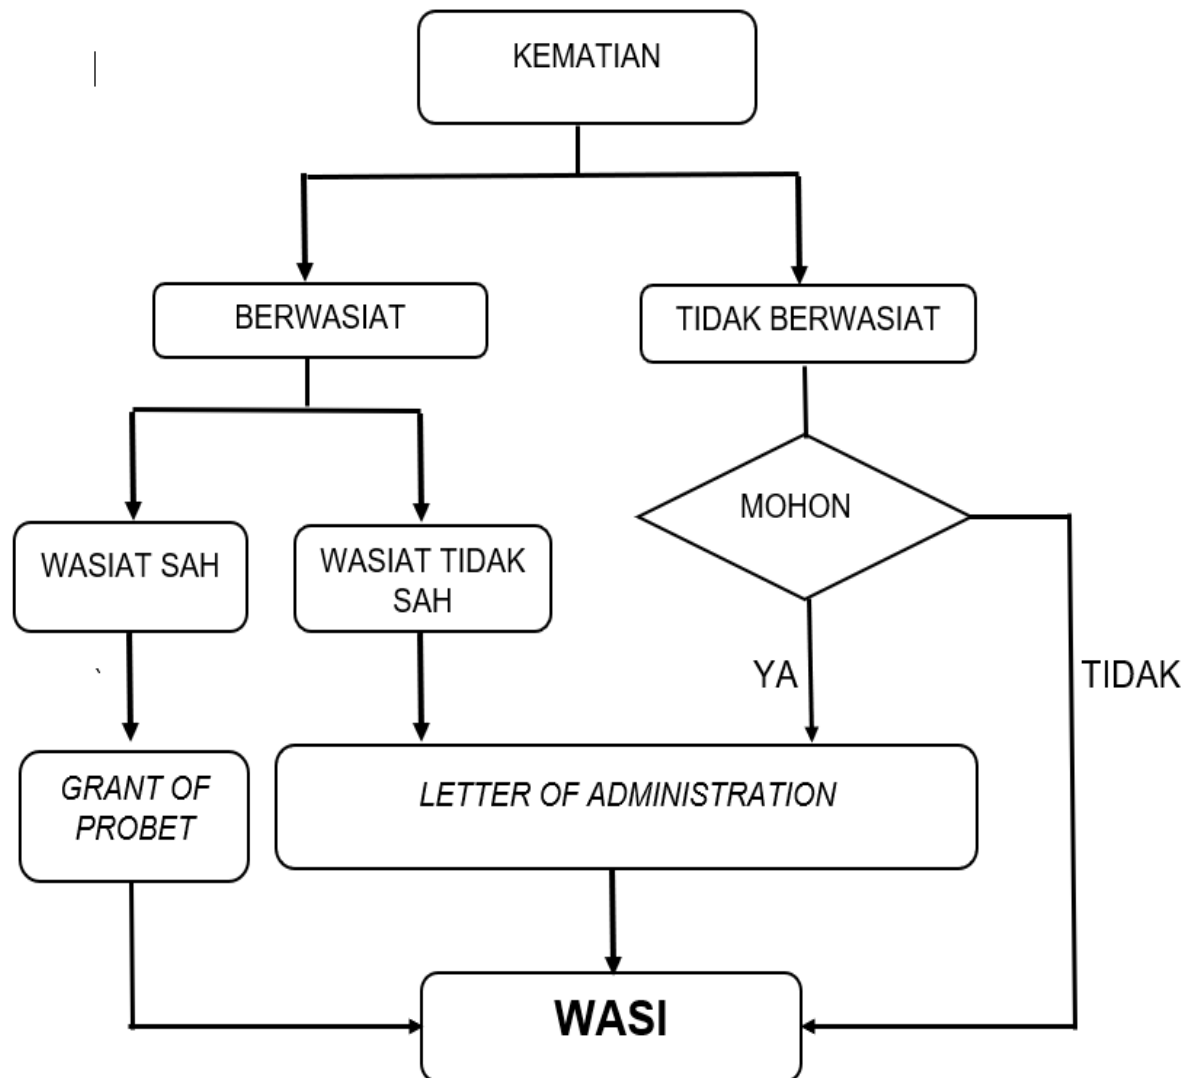 KEMATIAN
BERWASIAT
TIDAK BERWASIAT
MOHON
WASIAT SAH
WASIAT TIDAK
SAH
YA
TIDAK
GRANT OF
PROBET
LETTER OF ADMINISTRATION
WASI